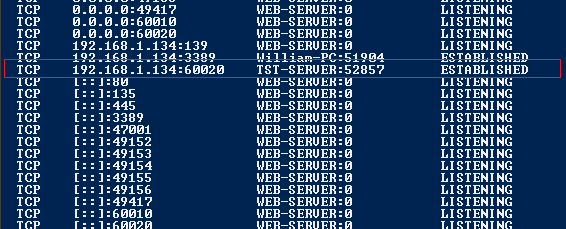 TCP 0.0.0.0:49417 WEB-SERVER:0 LISTENING
TCP 0.0.0.0:60010 WEB-SERVER:0 LISTENING
TCP 0.0.0.0:60020 WEB-SERVER:0 LISTENING
TCP 192.168.1.134:139 WEB-SERVER:0 LISTENING
TCP 192.168.1.134:3389 William-PC:51904 ESTABLISHED
TCP 192.168.1.134:60020 TST-SERVER:52857 ESTABLISHED
TCP [::]:80 WEB-SERVER:0 LISTENING
TCP [::]:135 WEB-SERVER:0 LISTENING
TCP [::]:445 WEB-SERVER:0 LISTENING
TCP [::]:3389 WEB-SERVER:0 LISTENING
TCP [::]:47001 WEB-SERVER:0 LISTENING
TCP [::]:49152 WEB-SERVER:0 LISTENING
TCP [::]:49153 WEB-SERVER:0 LISTENING
TCP [::]:49154 WEB-SERVER:0 LISTENING
TCP [::]:49155 WEB-SERVER:0 LISTENING
TCP [::]:49156 WEB-SERVER:0 LISTENING
TCP [::]:49417 WEB-SERVER:0 LISTENING
TCP [::]:60010 WEB-SERVER:0 LISTENING
TCP [::]:60020 WEB-SERVER:0 LISTENING